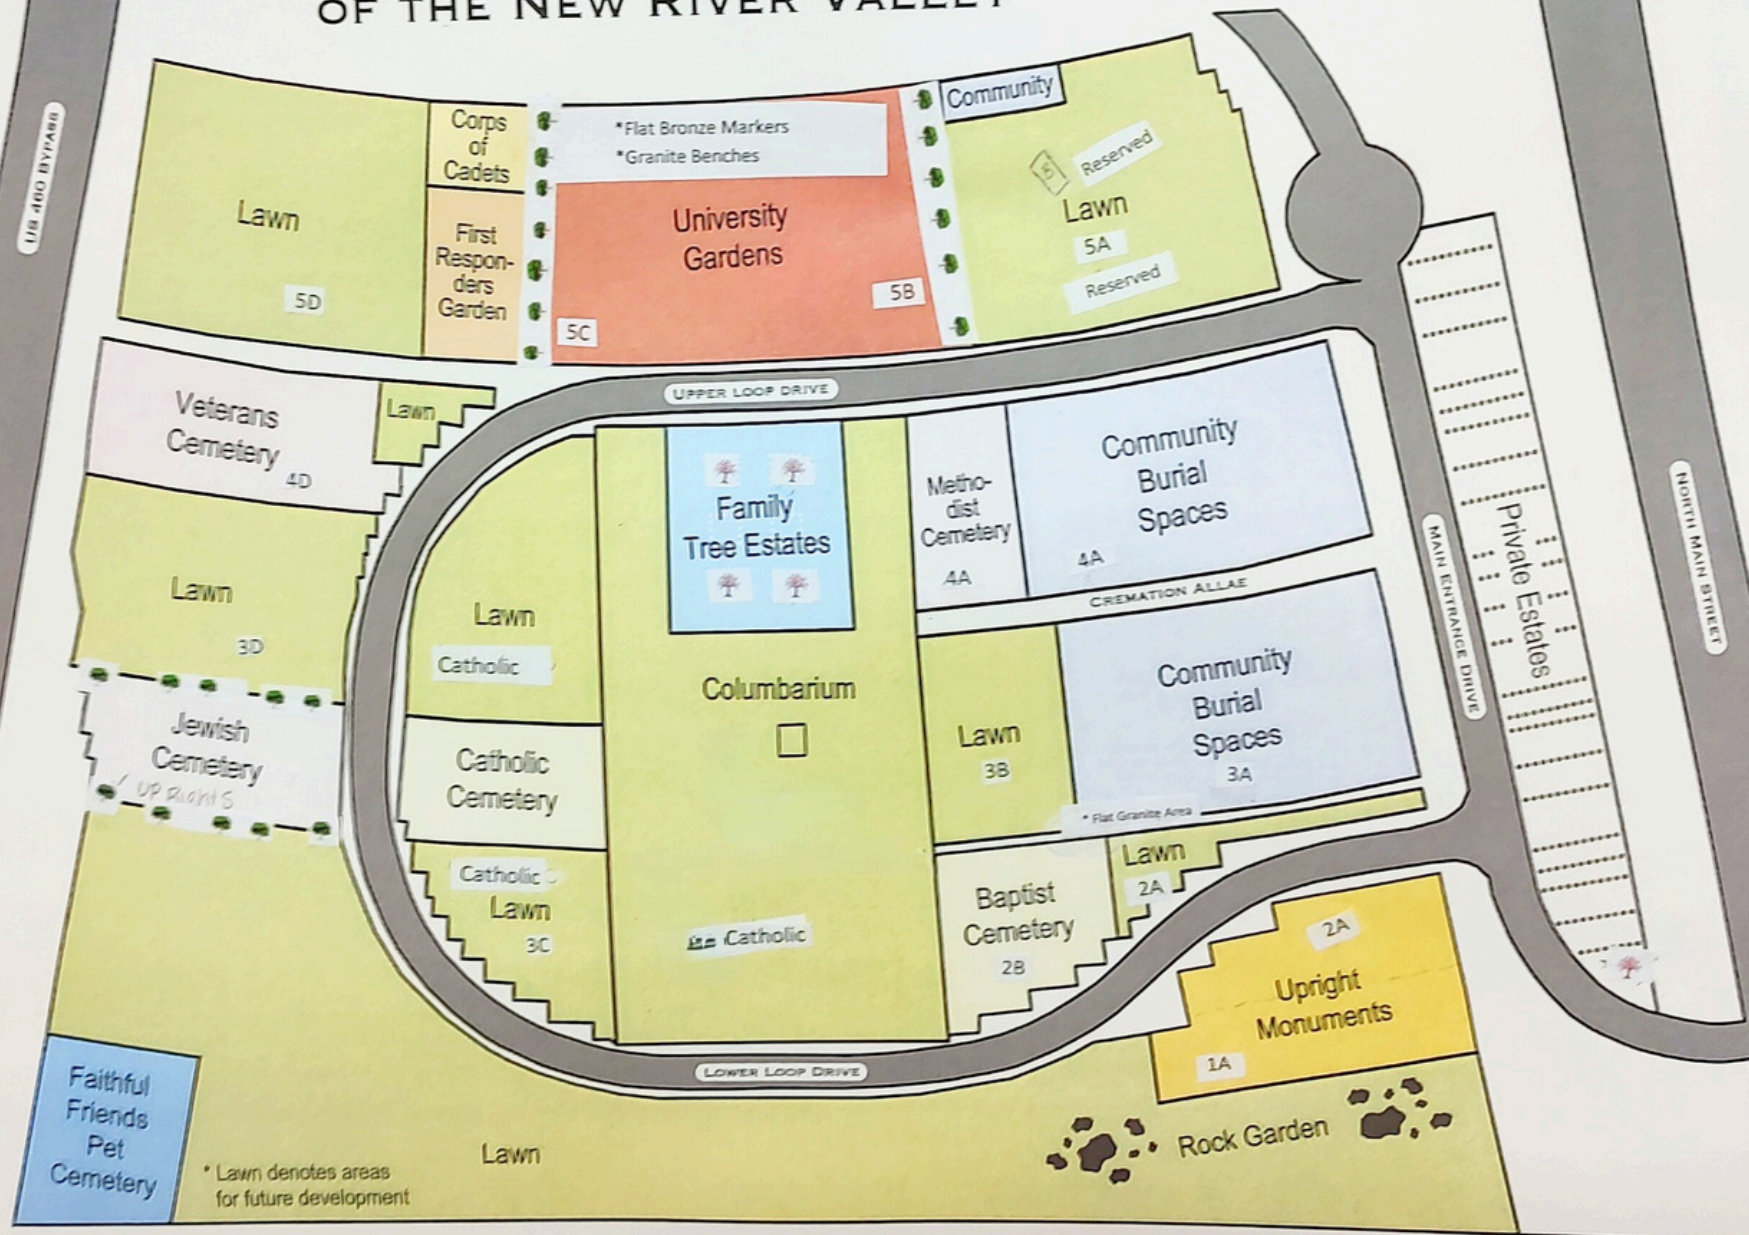 OF THE NEW RIVER VALLEY
US 460 BYPASS
Lawn
5D
Corps
of
Cadets
First
Respon-
ders
Garden
*Flat Bronze Markers
*Granite Benches
University
Gardens
5B
5C
Community
Reserved
Lawn
5A
Reserved
UPPER LOOP DRIVE
Veterans
Cemetery
4D
Lawn
Lawn
3D
Jewish
Cemetery
UP Rights
Lawn
Catholic
Catholic
Cemetery
Catholic
Lawn
3C
Family
Tree Estates
Columbarium
Catholic
Metho-
dist
Cemetery
4A
Community
Burial
Spaces
4A
CREMATION ALLAE
Lawn
3B
Community
Burial
Spaces
3A
* Flat Granite Area
Baptist
Cemetery
2B
Lawn
2A
MAIN ENTRANCE DRIVE
Private Estates
NORTH MAIN STREET
2A
Upright
Monuments
1A
LOWER LOOP DRIVE
Rock Garden
Faithful
Friends
Pet
Cemetery
Lawn
* Lawn denotes areas
for future development